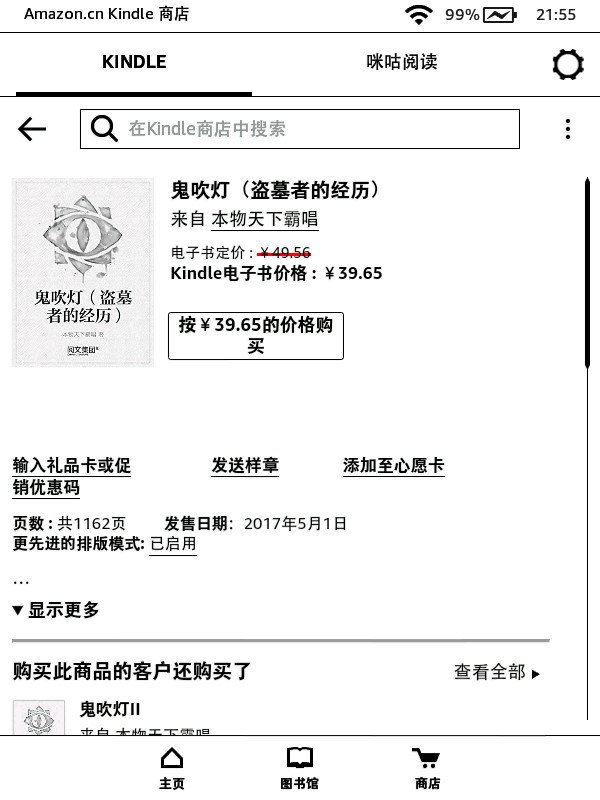 Amazon.cn Kindle 商店
99%
21:55
KINDLE
咪咕阅读
在Kindle商店中搜索
鬼吹灯（盗墓者的经历）
来自 本物天下霸唱
电子书定价：￥49.56
Kindle电子书价格：￥39.65
按￥39.65的价格购
买
鬼吹灯（盗墓
者的经历）
本物天下霸唱 著
阅文集团
输入礼品卡或促
销优惠码
发送样章
添加至心愿卡
页数：共1162页 发售日期： 2017年5月1日
更先进的排版模式: 已启用
...
▼显示更多
购买此商品的客户还购买了
查看全部 ▶
鬼吹灯II
来自 本物天下霸唱
主页
图书馆
商店